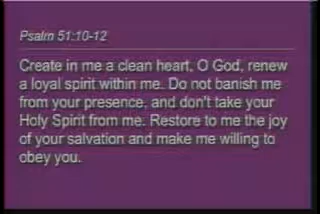 Psalm 51:10-12
Create in me a clean heart, O God, renew
a loyal spirit within me. Do not banish me
from your presence, and don't take your
Holy Spirit from me. Restore to me the joy
of your salvation and make me willing to
obey you.